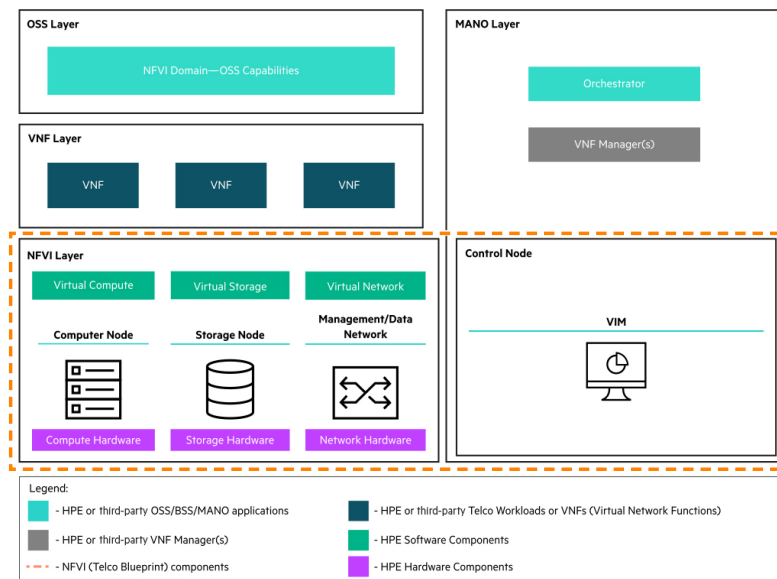 OSS Layer
NFVI Domain—OSS Capabilities
MANO Layer
Orchestrator
VNF Manager(s)
VNF Layer
VNF
VNF
VNF
NFVI Layer
Virtual Compute
Virtual Storage
Virtual Network
Computer Node
Storage Node
Management/Data
Network
Compute Hardware
Storage Hardware
Network Hardware
Control Node
VIM
Legend:
- HPE or third-party OSS/BSS/MANO applications
- HPE or third-party Telco Workloads or VNFs (Virtual Network Functions)
- HPE or third-party VNF Manager(s)
- HPE Software Components
- NFVI (Telco Blueprint) components
- HPE Hardware Components